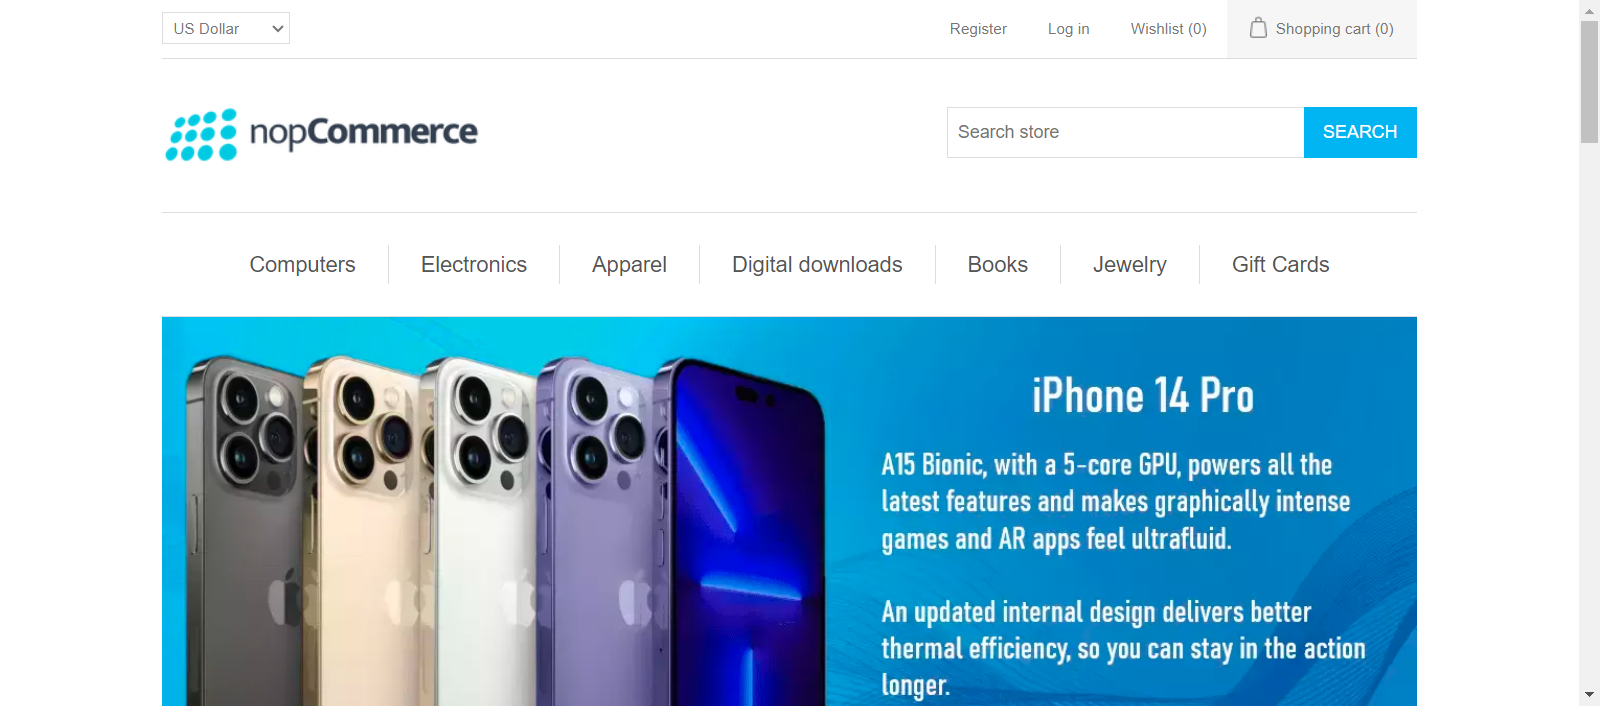 US Dollar
Register
Log in
Wishlist (0)
Shopping cart (0)
nopCommerce
Search store
SEARCH
Computers
Electronics
Apparel
Digital downloads
Books
Jewelry
Gift Cards
iPhone 14 Pro
A15 Bionic, with a 5-core GPU, powers all the
latest features and makes graphically intense
games and AR apps feel ultrafluid.
An updated internal design delivers better
thermal efficiency, so you can stay in the action
longer.